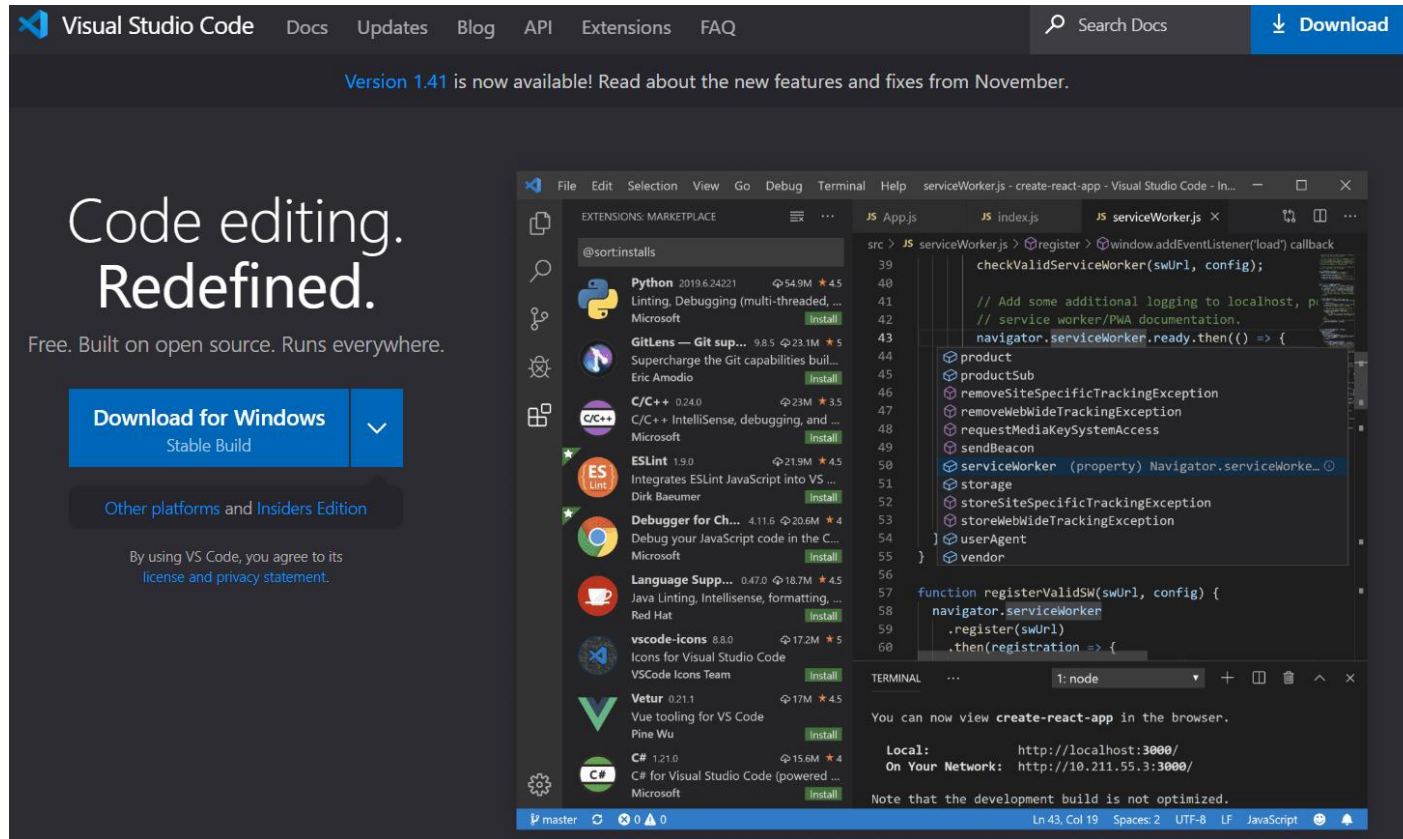 Visual Studio Code Docs Updates Blog API Extensions FAQ Search Docs Download
Version 1.41 is now available! Read about the new features and fixes from November.
Code editing.
Redefined.
Free. Built on open source. Runs everywhere.
Download for Windows
Stable Build
Other platforms and Insiders Edition
By using VS Code, you agree to its
license and privacy statement.
File Edit Selection View Go Debug Terminal Help serviceWorker.js - create-react-app - Visual Studio Code - In...
EXTENSIONS: MARKETPLACE
@sort:installs
Python 2019.6.24221 54.9M ★ 4.5
Linting, Debugging (multi-threaded, ...
Microsoft Install
GitLens — Git sup... 9.8.5 23.1M ★ 5
Supercharge the Git capabilities buil...
Eric Amodio Install
C/C++
C/C++ 0.24.0 23M ★ 3.5
C/C++ IntelliSense, debugging, and ...
Microsoft Install
ES
Lint
ESLint 1.9.0 21.9M ★ 4.5
Integrates ESLint JavaScript into VS ...
Dirk Baeumer Install
Debugger for Ch... 4.11.6 20.6M ★ 4
Debug your JavaScript code in the C...
Microsoft Install
Language Supp... 0.47.0 18.7M ★ 4.5
Java Linting, Intellisense, formatting, ...
Red Hat Install
vscode-icons 8.8.0 17.2M ★ 5
Icons for Visual Studio Code
VSCode Icons Team Install
Vetur 0.21.1 17M ★ 4.5
Vue tooling for VS Code
Pine Wu Install
C#
C# 1.21.0 15.6M ★ 4
C# for Visual Studio Code (powered ...
Microsoft Install
JS App.js JS index.js JS serviceWorker.js
src > JS serviceWorker.js > register > window.addEventListener('load') callback
39 checkValidServiceWorker(swUrl, config);
40
41 // Add some additional logging to localhost, p
42 // service worker/PWA documentation.
43 navigator.serviceWorker.ready.then(() => {
44 product
45 productSub
46 removeSiteSpecificTrackingException
47 removeWebWideTrackingException
48 requestMediaKeySystemAccess
49 sendBeacon
50 serviceWorker (property) Navigator.serviceWorke...
51 storage
52 storeSiteSpecificTrackingException
53 storeWebWideTrackingException
54 } userAgent
55 } vendor
56
57 function registerValidSW(swUrl, config) {
58 navigator.serviceWorker
59 .register(swUrl)
60 .then(registration => {
TERMINAL ... 1: node
You can now view create-react-app in the browser.
Local: http://localhost:3000/
On Your Network: http://10.211.55.3:3000/
Note that the development build is not optimized.
master 0 0 Ln 43, Col 19 Spaces: 2 UTF-8 LF JavaScript